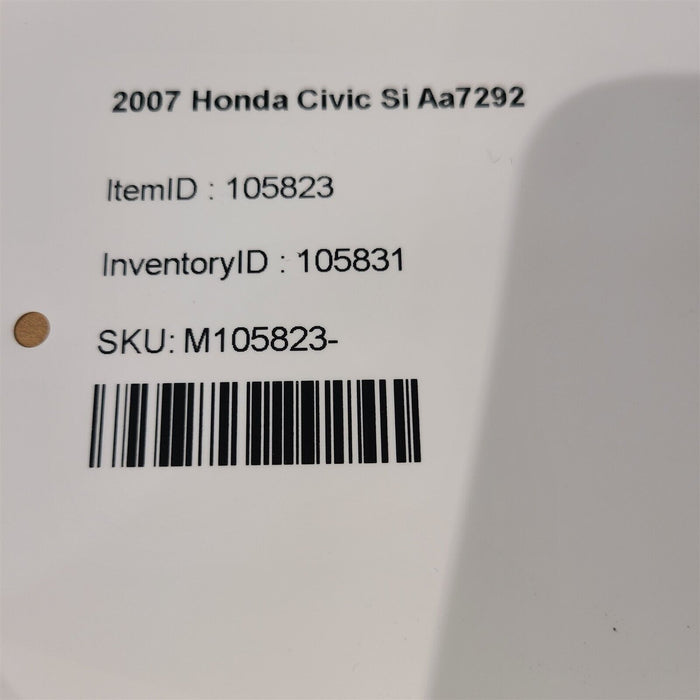 2007 Honda Civic Si Aa7292
ItemID : 105823
InventoryID : 105831
SKU: M105823-